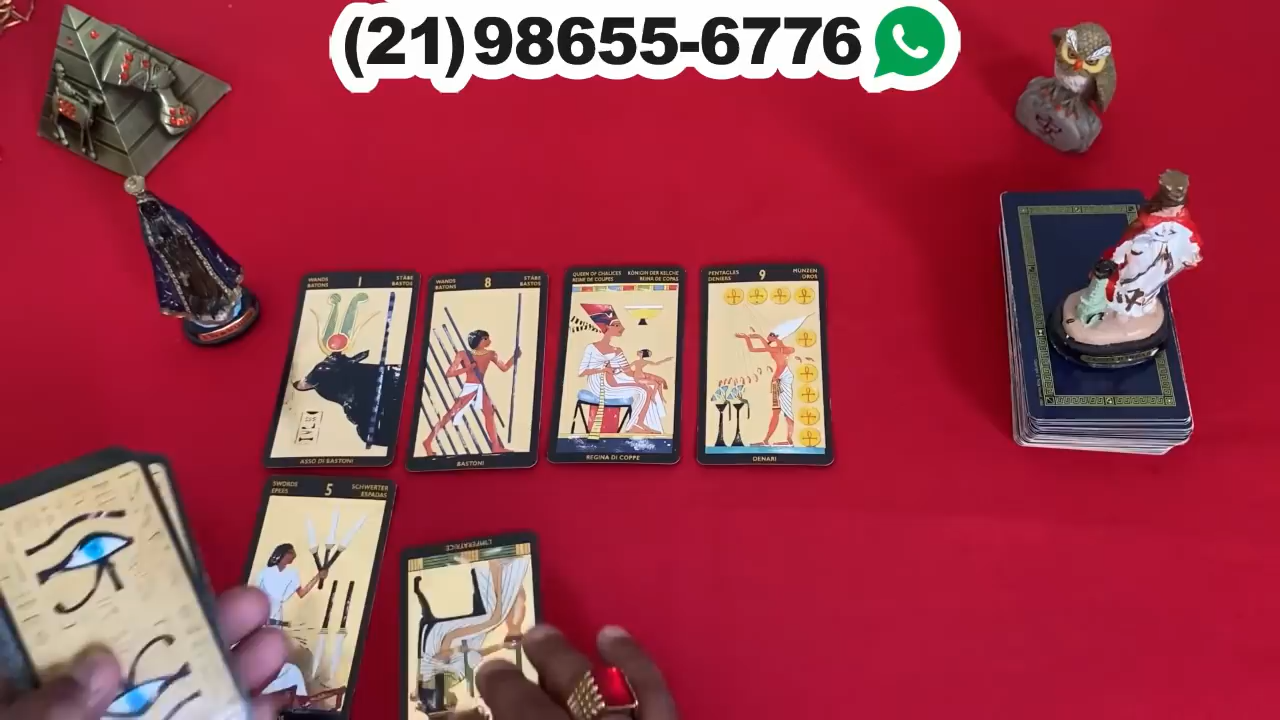 (21)98655-6776
WANDS 1 STÄBE
BATONS BASTOS
ASSO DI BASTONI
WANDS 8 STÄBE
BATONS BASTOS
BASTONI
QUEEN OF CHALICES KÖNIGIN DER KELCHE
REINE DE COUPES REINA DE COPAS
REGINA DI COPPE
PENTACLES 9 MÜNZEN
DENIERS OROS
DENARI
SWORDS 5 SCHWERTER
EPEES ESPADAS
L'IMPERATRICE